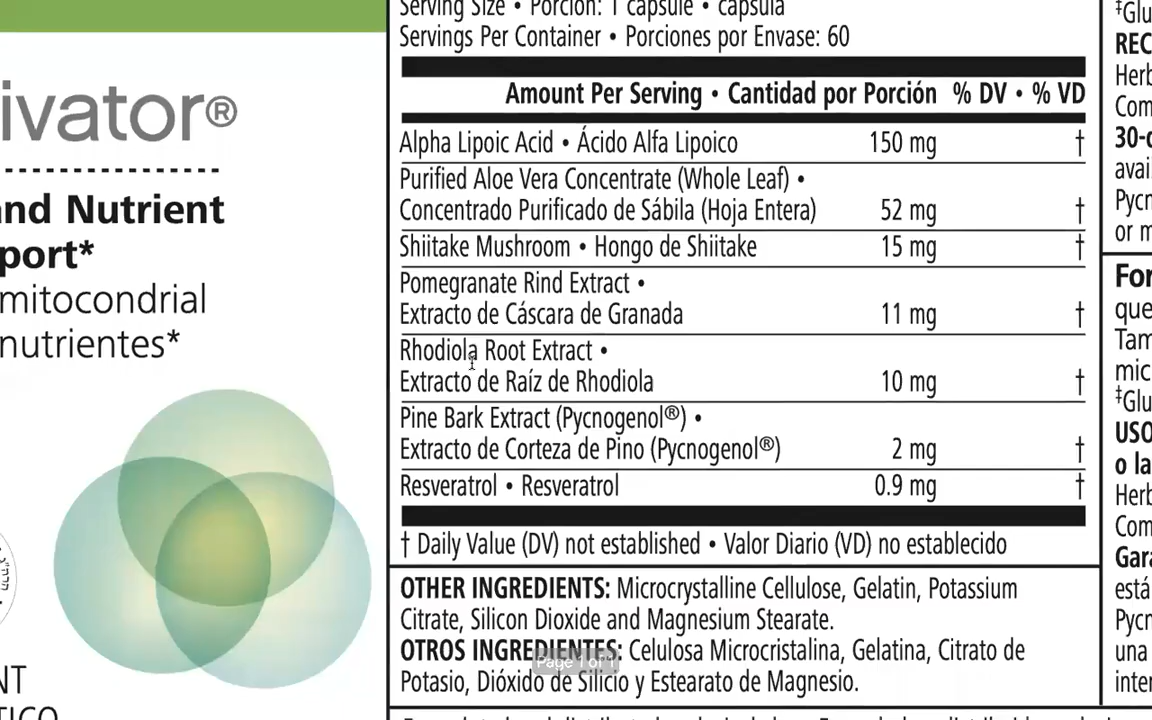 Serving Size • Porción: 1 capsule • capsula
Servings Per Container • Porciones por Envase: 60
Amount Per Serving • Cantidad por Porción % DV • % VD
Alpha Lipoic Acid • Ácido Alfa Lipoico 150 mg †
Purified Aloe Vera Concentrate (Whole Leaf) •
Concentrado Purificado de Sábila (Hoja Entera) 52 mg †
Shiitake Mushroom • Hongo de Shiitake 15 mg †
Pomegranate Rind Extract •
Extracto de Cáscara de Granada 11 mg †
Rhodiola Root Extract •
Extracto de Raíz de Rhodiola 10 mg †
Pine Bark Extract (Pycnogenol®) •
Extracto de Corteza de Pino (Pycnogenol®) 2 mg †
Resveratrol • Resveratrol 0.9 mg †
† Daily Value (DV) not established • Valor Diario (VD) no establecido
OTHER INGREDIENTS: Microcrystalline Cellulose, Gelatin, Potassium
Citrate, Silicon Dioxide and Magnesium Stearate.
OTROS INGREDIENTES: Celulosa Microcristalina, Gelatina, Citrato de
Potasio, Dióxido de Silicio y Estearato de Magnesio.
Page 1 of 1
ivator®
and Nutrient
port*
mitocondrial
nutrientes*
NT
TICO
‡Glu
REC
Herb
Com
30-d
avai
Pycn
or m
For
que
Tam
mic
‡Glu
USO
o la
Herb
Com
Gara
está
Pycn
una
inter